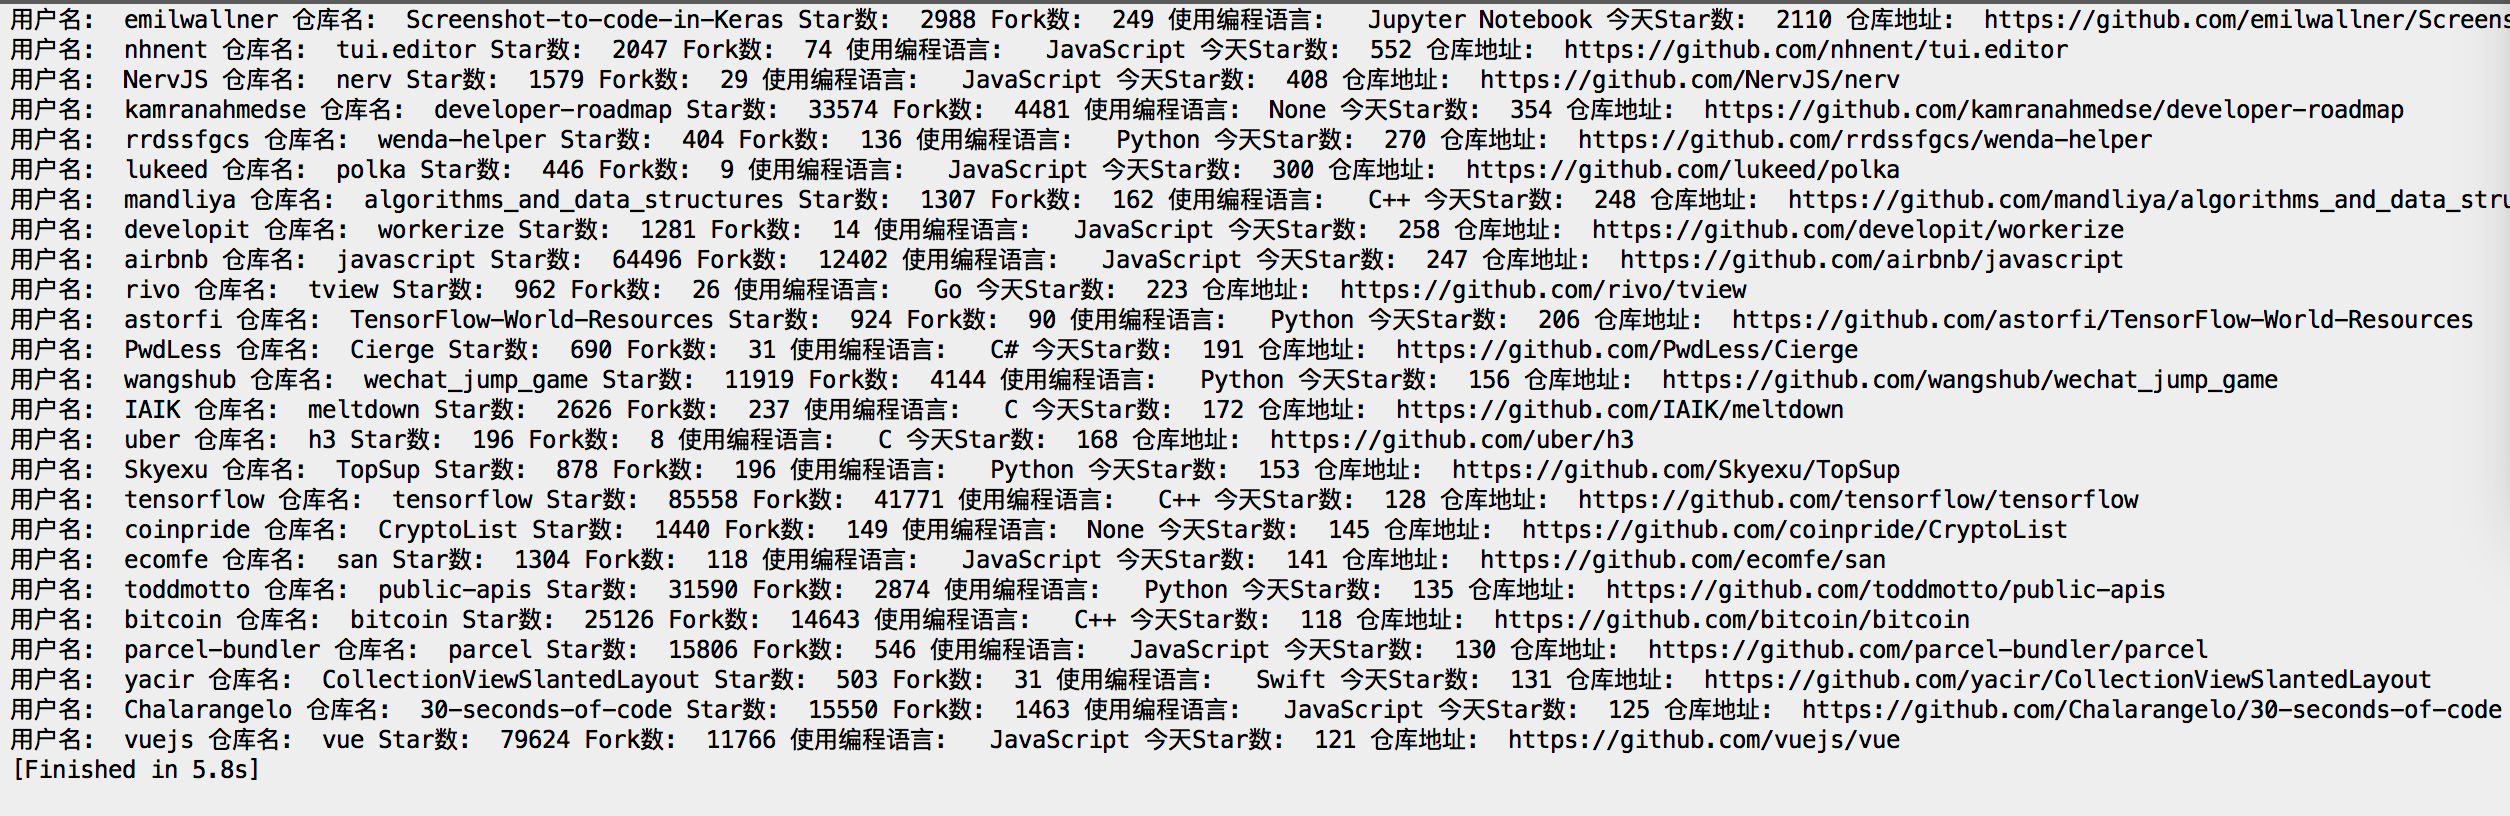 用户名: emilwallner 仓库名: Screenshot-to-code-in-Keras Star数: 2988 Fork数: 249 使用编程语言: Jupyter Notebook 今天Star数: 2110 仓库地址: https://github.com/emilwallner/Screens
用户名: nhnent 仓库名: tui.editor Star数: 2047 Fork数: 74 使用编程语言: JavaScript 今天Star数: 552 仓库地址: https://github.com/nhnent/tui.editor
用户名: NervJS 仓库名: nerv Star数: 1579 Fork数: 29 使用编程语言: JavaScript 今天Star数: 408 仓库地址: https://github.com/NervJS/nerv
用户名: kamranahmedse 仓库名: developer-roadmap Star数: 33574 Fork数: 4481 使用编程语言: None 今天Star数: 354 仓库地址: https://github.com/kamranahmedse/developer-roadmap
用户名: rrdssfgcs 仓库名: wenda-helper Star数: 404 Fork数: 136 使用编程语言: Python 今天Star数: 270 仓库地址: https://github.com/rrdssfgcs/wenda-helper
用户名: lukeed 仓库名: polka Star数: 446 Fork数: 9 使用编程语言: JavaScript 今天Star数: 300 仓库地址: https://github.com/lukeed/polka
用户名: mandliya 仓库名: algorithms_and_data_structures Star数: 1307 Fork数: 162 使用编程语言: C++ 今天Star数: 248 仓库地址: https://github.com/mandliya/algorithms_and_data_stru
用户名: developit 仓库名: workerize Star数: 1281 Fork数: 14 使用编程语言: JavaScript 今天Star数: 258 仓库地址: https://github.com/developit/workerize
用户名: airbnb 仓库名: javascript Star数: 64496 Fork数: 12402 使用编程语言: JavaScript 今天Star数: 247 仓库地址: https://github.com/airbnb/javascript
用户名: rivo 仓库名: tview Star数: 962 Fork数: 26 使用编程语言: Go 今天Star数: 223 仓库地址: https://github.com/rivo/tview
用户名: astorfi 仓库名: TensorFlow-World-Resources Star数: 924 Fork数: 90 使用编程语言: Python 今天Star数: 206 仓库地址: https://github.com/astorfi/TensorFlow-World-Resources
用户名: PwdLess 仓库名: Cierge Star数: 690 Fork数: 31 使用编程语言: C# 今天Star数: 191 仓库地址: https://github.com/PwdLess/Cierge
用户名: wangshub 仓库名: wechat_jump_game Star数: 11919 Fork数: 4144 使用编程语言: Python 今天Star数: 156 仓库地址: https://github.com/wangshub/wechat_jump_game
用户名: IAIK 仓库名: meltdown Star数: 2626 Fork数: 237 使用编程语言: C 今天Star数: 172 仓库地址: https://github.com/IAIK/meltdown
用户名: uber 仓库名: h3 Star数: 196 Fork数: 8 使用编程语言: C 今天Star数: 168 仓库地址: https://github.com/uber/h3
用户名: Skyexu 仓库名: TopSup Star数: 878 Fork数: 196 使用编程语言: Python 今天Star数: 153 仓库地址: https://github.com/Skyexu/TopSup
用户名: tensorflow 仓库名: tensorflow Star数: 85558 Fork数: 41771 使用编程语言: C++ 今天Star数: 128 仓库地址: https://github.com/tensorflow/tensorflow
用户名: coinpride 仓库名: CryptoList Star数: 1440 Fork数: 149 使用编程语言: None 今天Star数: 145 仓库地址: https://github.com/coinpride/CryptoList
用户名: ecomfe 仓库名: san Star数: 1304 Fork数: 118 使用编程语言: JavaScript 今天Star数: 141 仓库地址: https://github.com/ecomfe/san
用户名: toddmotto 仓库名: public-apis Star数: 31590 Fork数: 2874 使用编程语言: Python 今天Star数: 135 仓库地址: https://github.com/toddmotto/public-apis
用户名: bitcoin 仓库名: bitcoin Star数: 25126 Fork数: 14643 使用编程语言: C++ 今天Star数: 118 仓库地址: https://github.com/bitcoin/bitcoin
用户名: parcel-bundler 仓库名: parcel Star数: 15806 Fork数: 546 使用编程语言: JavaScript 今天Star数: 130 仓库地址: https://github.com/parcel-bundler/parcel
用户名: yacir 仓库名: CollectionViewSlantedLayout Star数: 503 Fork数: 31 使用编程语言: Swift 今天Star数: 131 仓库地址: https://github.com/yacir/CollectionViewSlantedLayout
用户名: Chalarangelo 仓库名: 30-seconds-of-code Star数: 15550 Fork数: 1463 使用编程语言: JavaScript 今天Star数: 125 仓库地址: https://github.com/Chalarangelo/30-seconds-of-code
用户名: vuejs 仓库名: vue Star数: 79624 Fork数: 11766 使用编程语言: JavaScript 今天Star数: 121 仓库地址: https://github.com/vuejs/vue
[Finished in 5.8s]